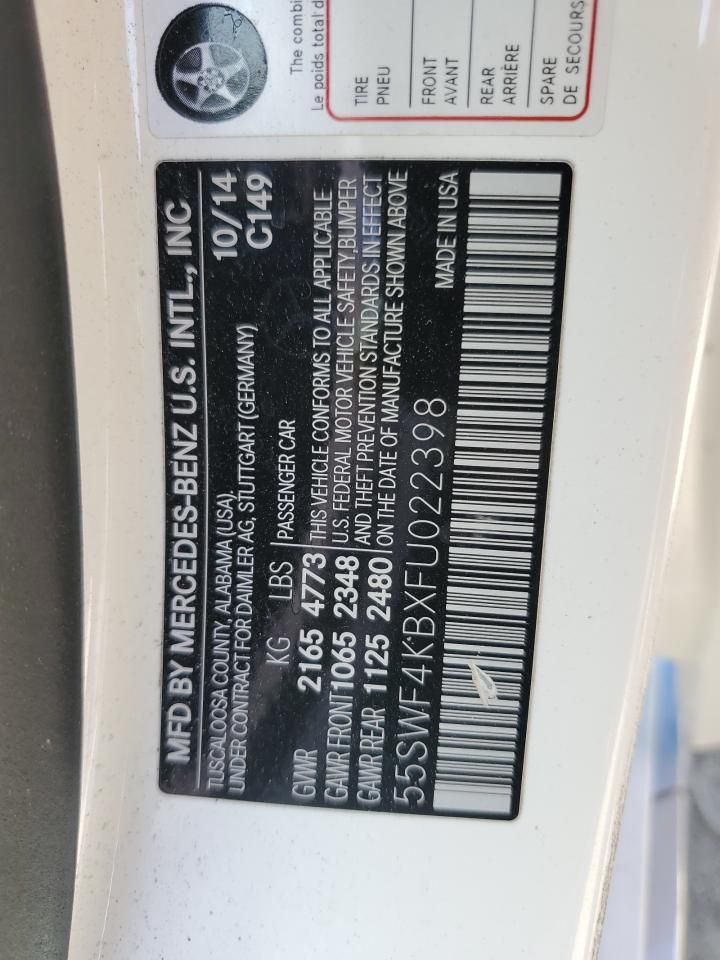 MFD BY MERCEDES-BENZ U.S. INTL., INC
TUSCALOOSA COUNTY, ALABAMA (USA) 10/14
UNDER CONTRACT FOR DAIMLER AG, STUTTGART (GERMANY) C149
KG LBS PASSENGER CAR
GVWR 2165 4773 THIS VEHICLE CONFORMS TO ALL APPLICABLE
GAWR FRONT 1065 2348 U.S. FEDERAL MOTOR VEHICLE SAFETY, BUMPER
GAWR REAR 1125 2480 AND THEFT PREVENTION STANDARDS IN EFFECT
ON THE DATE OF MANUFACTURE SHOWN ABOVE
55SWF4KBXFU022398 MADE IN USA
The combi
Le poids total d
TIRE
PNEU
FRONT
AVANT
REAR
ARRIÈRE
SPARE
DE SECOURS